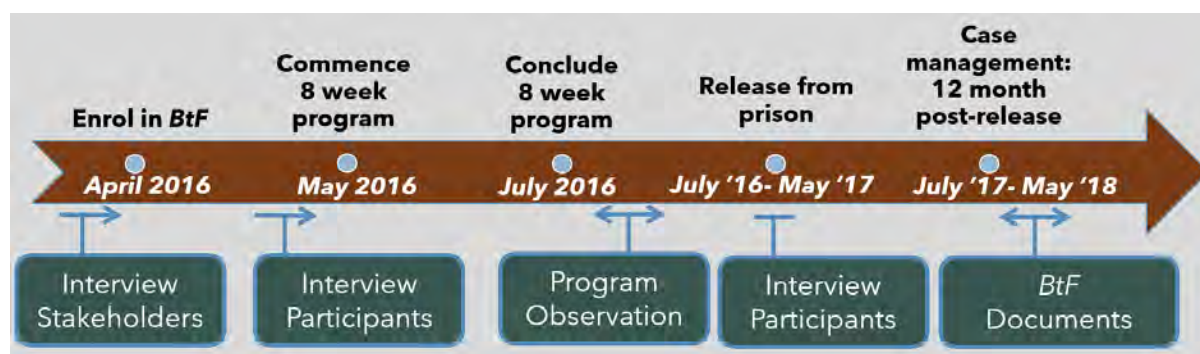 Enrol in BtF
Commence
8 week
program
Conclude
8 week
program
Release from
prison
Case
management:
12 month
post-release
April 2016
May 2016
July 2016
July '16- May '17
July '17- May '18
Interview
Stakeholders
Interview
Participants
Program
Observation
Interview
Participants
BtF
Documents